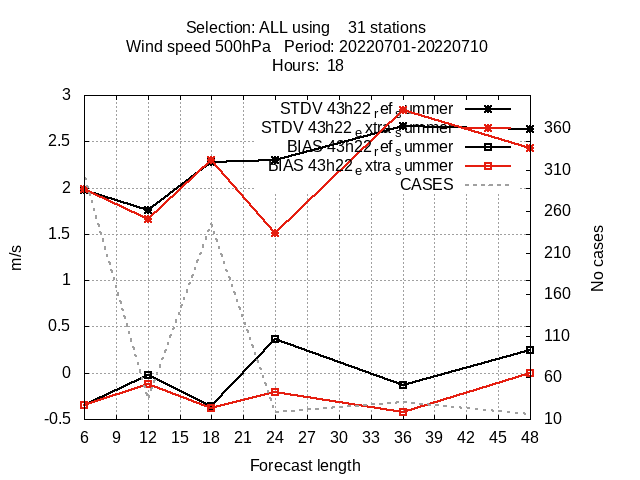 Selection: ALL using 31 stations
Wind speed 500hPa Period: 20220701-20220710
Hours: 18
STDV 43h22_ref_summer
STDV 43h22_extra_summer
BIAS 43h22_ref_summer
BIAS 43h22_extra_summer
CASES
3
2.5
2
1.5
1
0.5
0
-0.5
m/s
360
310
260
210
160
110
60
10
No cases
6 9 12 15 18 21 24 27 30 33 36 39 42 45 48
Forecast length